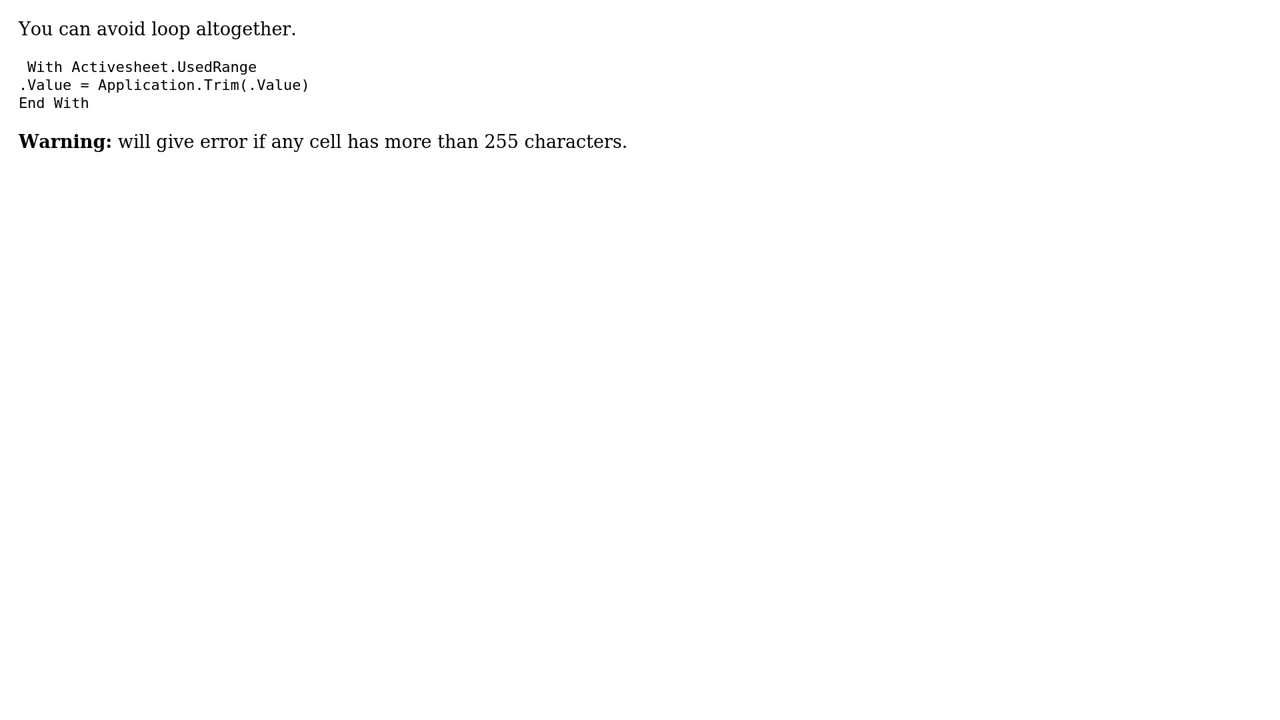 You can avoid loop altogether.
With Activesheet.UsedRange
.Value = Application.Trim(.Value)
End With
Warning: will give error if any cell has more than 255 characters.